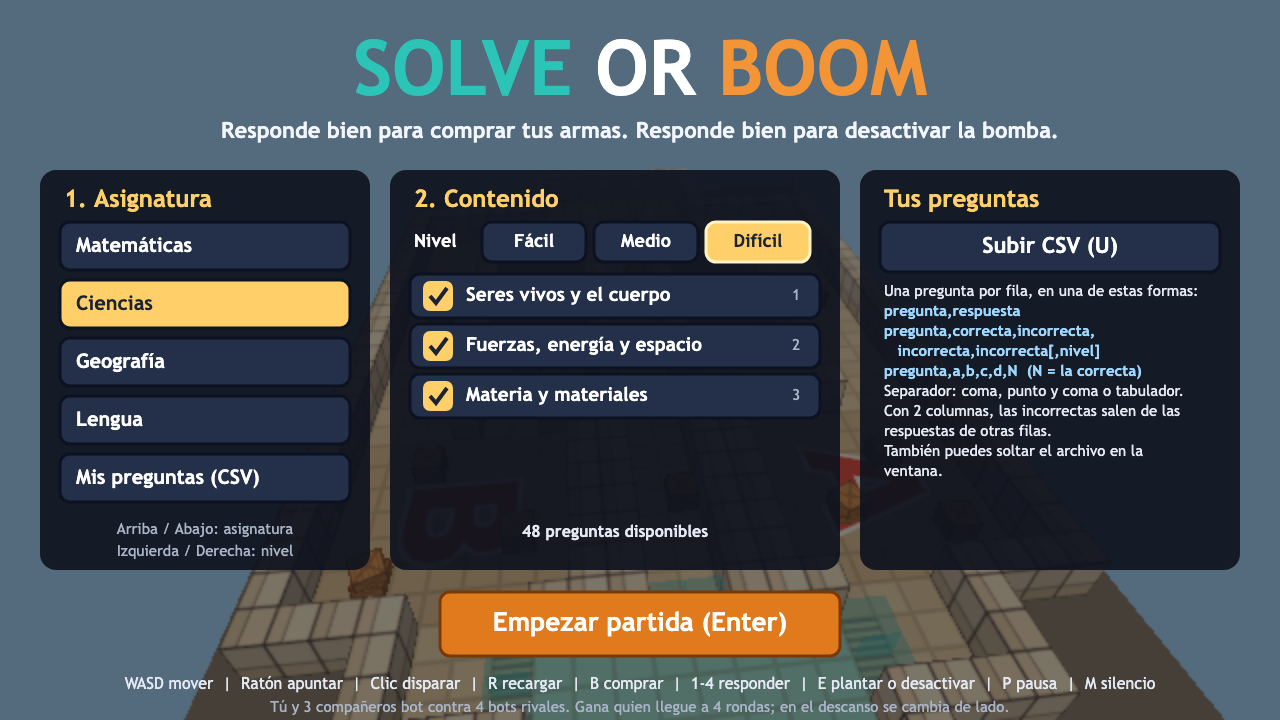 SOLVE OR BOOM
Responde bien para comprar tus armas. Responde bien para desactivar la bomba.
1. Asignatura
Matemáticas
Ciencias
Geografía
Lengua
Mis preguntas (CSV)
Arriba / Abajo: asignatura
Izquierda / Derecha: nivel
2. Contenido
Nivel Fácil Medio Difícil
Seres vivos y el cuerpo 1
Fuerzas, energía y espacio 2
Materia y materiales 3
48 preguntas disponibles
Tus preguntas
Subir CSV (U)
Una pregunta por fila, en una de estas formas:
pregunta,respuesta
pregunta,correcta,incorrecta,
incorrecta,incorrecta[,nivel]
pregunta,a,b,c,d,N (N = la correcta)
Separador: coma, punto y coma o tabulador.
Con 2 columnas, las incorrectas salen de las
respuestas de otras filas.
También puedes soltar el archivo en la
ventana.
B
A
Empezar partida (Enter)
WASD mover | Ratón apuntar | Clic disparar | R recargar | B comprar | 1-4 responder | E plantar o desactivar | P pausa | M silencio
Tú y 3 compañeros bot contra 4 bots rivales. Gana quien llegue a 4 rondas; en el descanso se cambia de lado.